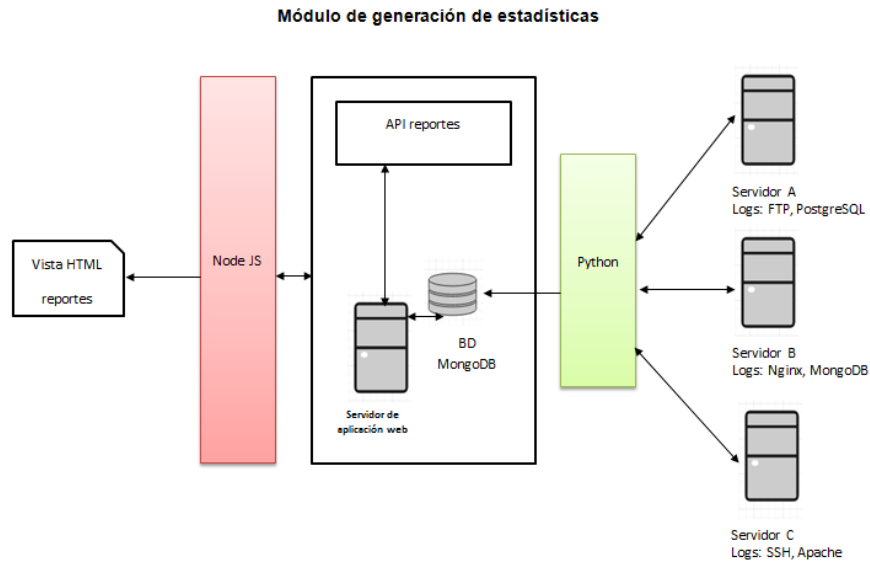 Módulo de generación de estadísticas
API reportes
Servidor A
Logs: FTP, PostgreSQL
Vista HTML
reportes
Node JS
Python
BD
MongoDB
Servidor B
Logs: Nginx, MongoDB
Servidor de
aplicación web
Servidor C
Logs: SSH, Apache